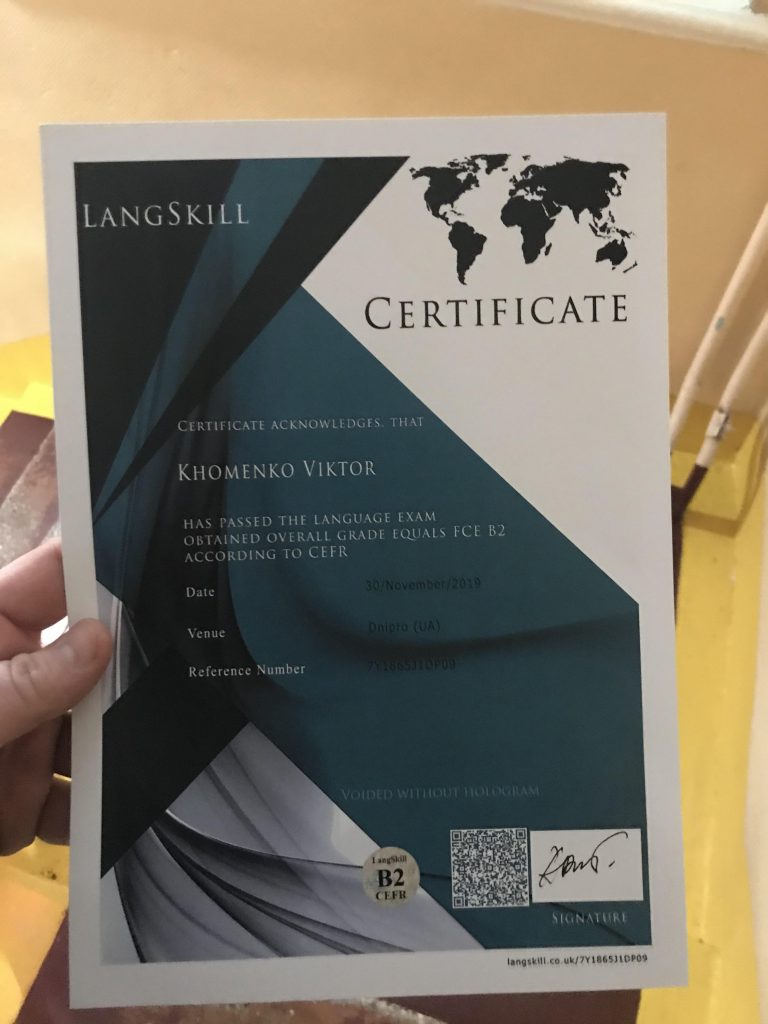 LANGSKILL
CERTIFICATE
CERTIFICATE ACKNOWLEDGES, THAT
KHOMENKO VIKTOR
HAS PASSED THE LANGUAGE EXAM
OBTAINED OVERALL GRADE EQUALS FCE B2
ACCORDING TO CEFR
Date 30/November/2019
Venue Dnipro (UA)
Reference Number 7Y1865J1DP09
VOIDED WITHOUT HOLOGRAM
LangSkill
B2
CEFR
SIGNATURE
langskill.co.uk/7Y1865J1DP09